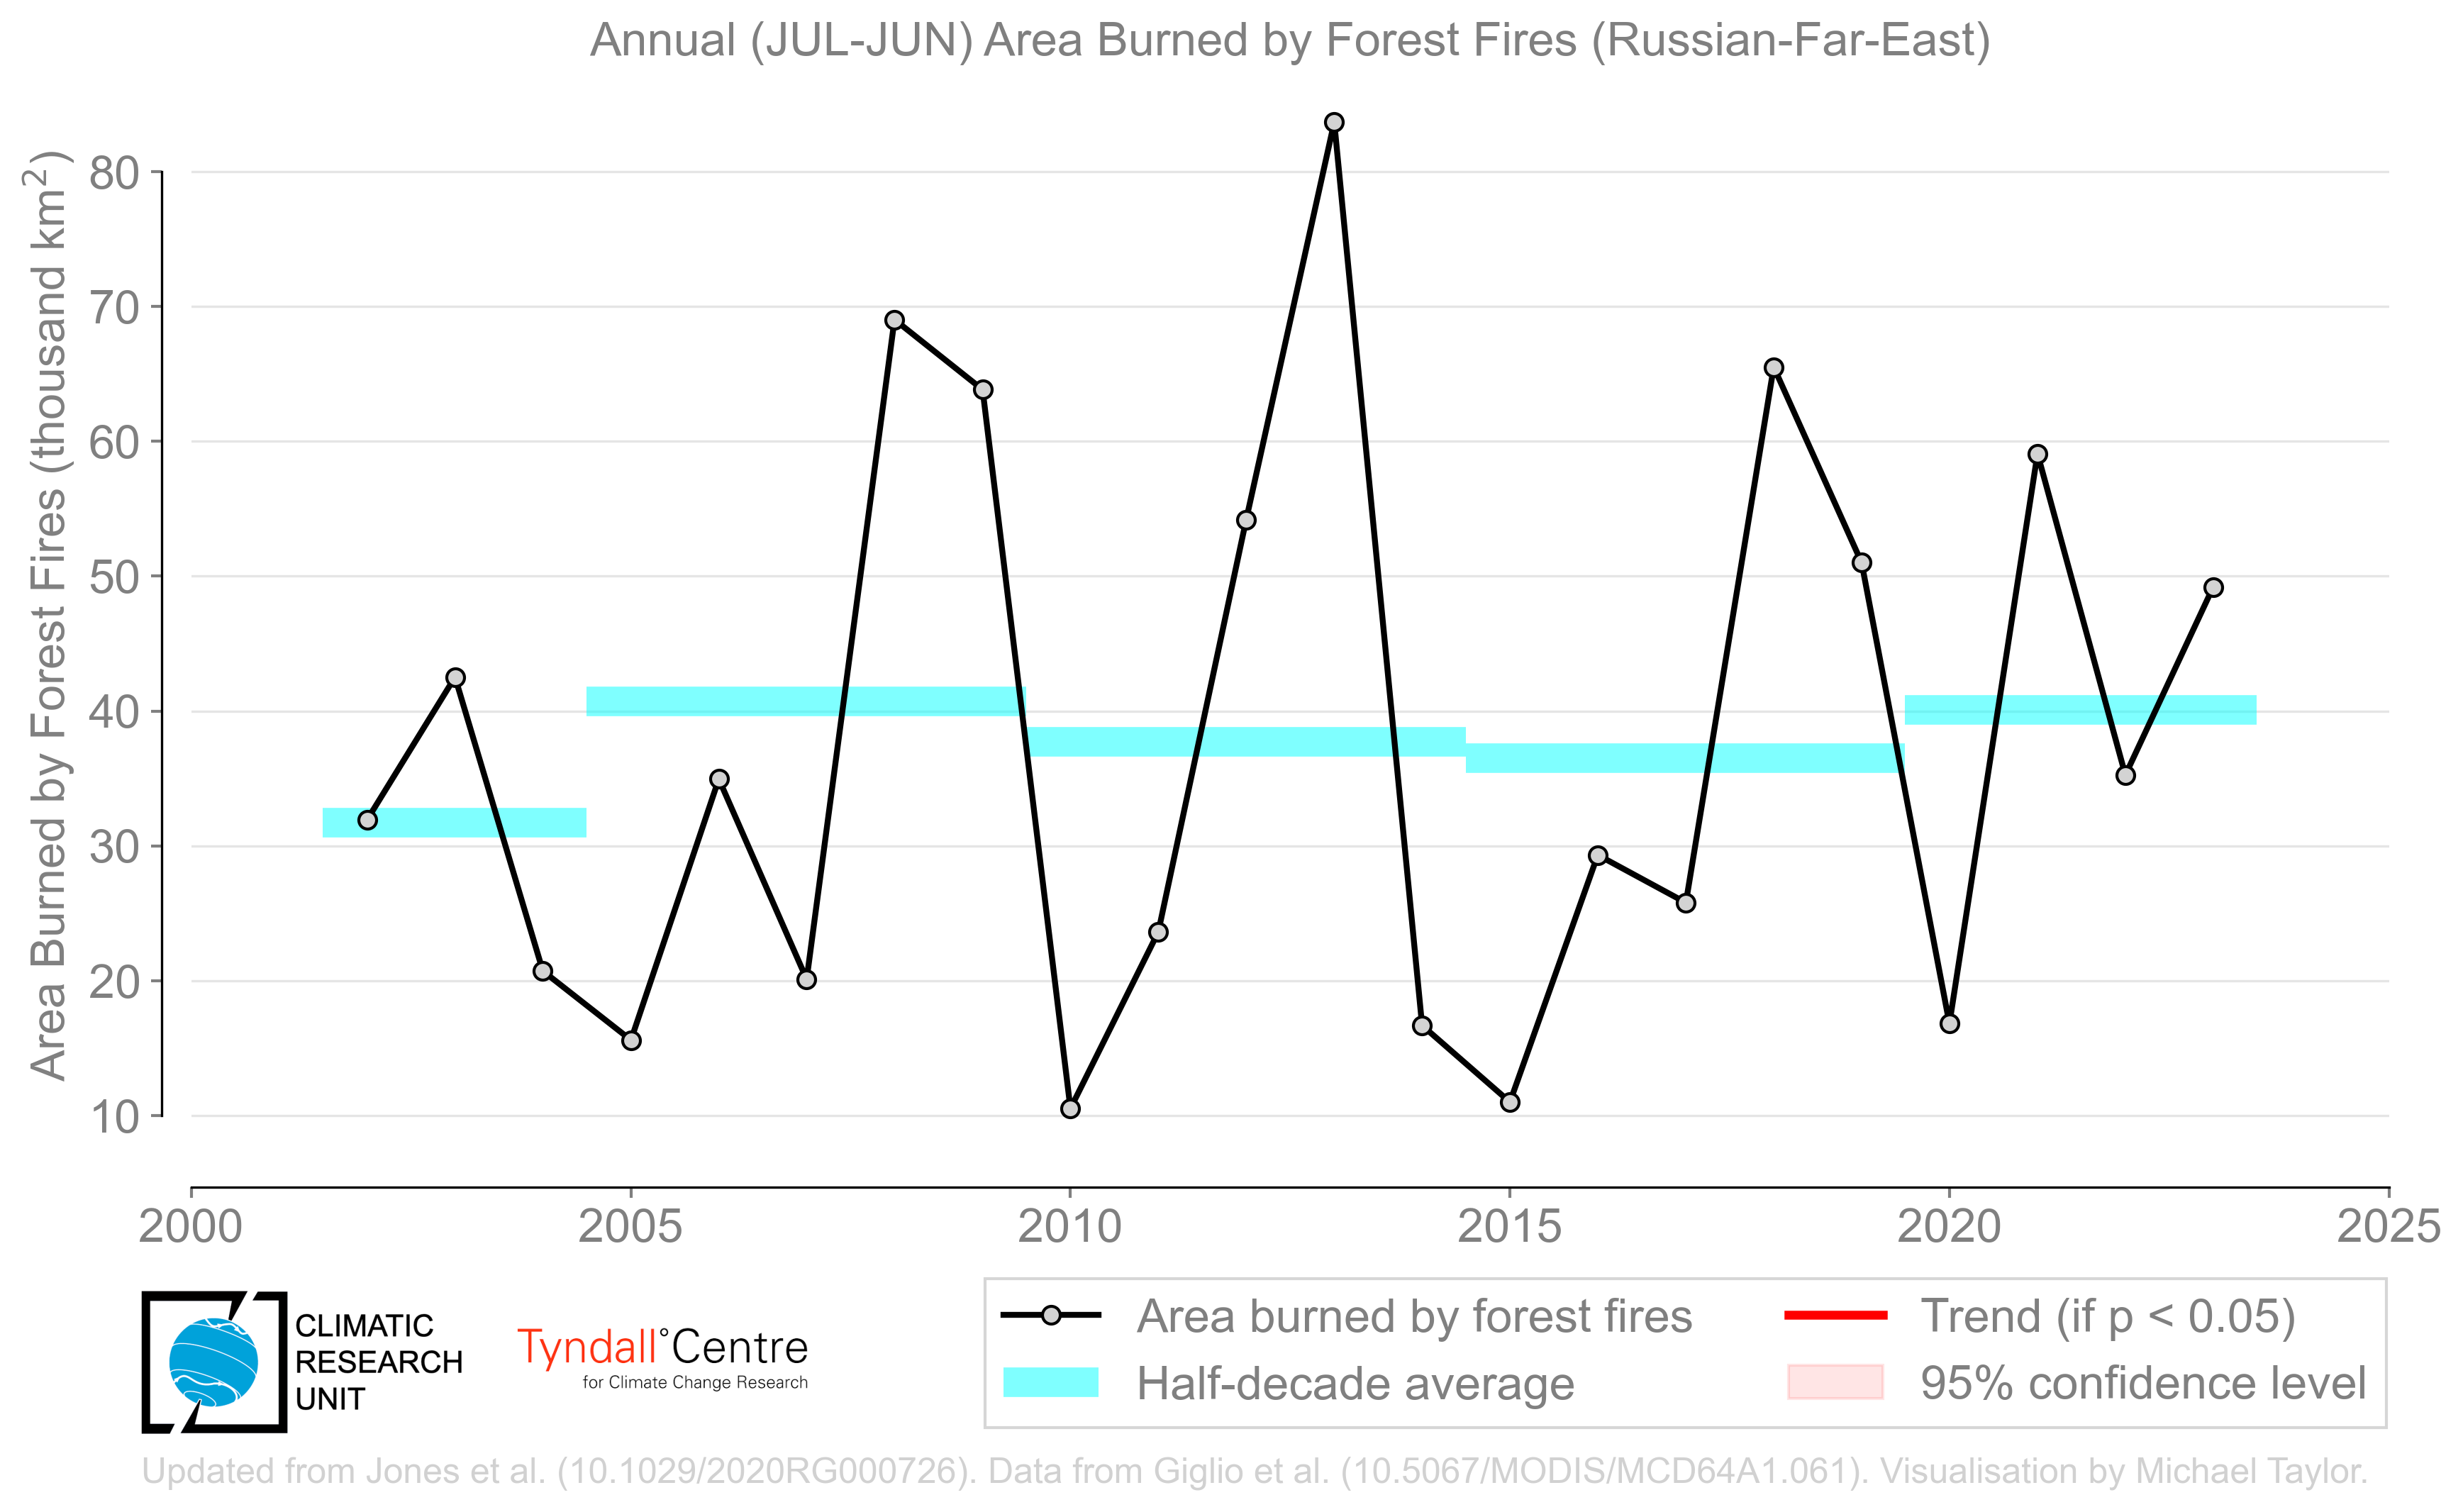 Annual (JUL-JUN) Area Burned by Forest Fires (Russian-Far-East)
Area Burned by Forest Fires (thousand km²)
80
70
60
50
40
30
20
10
2000 2005 2010 2015 2020 2025
CLIMATIC
RESEARCH
UNIT
Tyndall°Centre
for Climate Change Research
Area burned by forest fires
Half-decade average
Trend (if p < 0.05)
95% confidence level
Updated from Jones et al. (10.1029/2020RG000726). Data from Giglio et al. (10.5067/MODIS/MCD64A1.061). Visualisation by Michael Taylor.